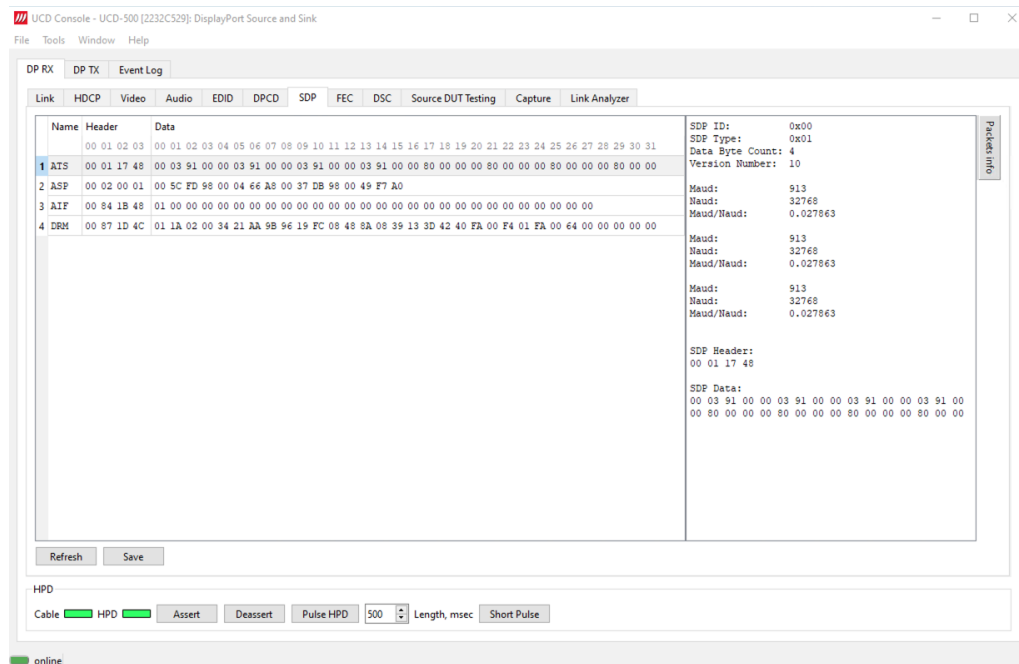 UCD Console - UCD-500 [2232C529]: DisplayPort Source and Sink
File Tools Window Help
DP RX DP TX Event Log
Link HDCP Video Audio EDID DPCD SDP FEC DSC Source DUT Testing Capture Link Analyzer
Name Header Data
00 01 02 03 00 01 02 03 04 05 06 07 08 09 10 11 12 13 14 15 16 17 18 19 20 21 22 23 24 25 26 27 28 29 30 31
1 ATS 00 01 17 48 00 03 91 00 00 03 91 00 00 03 91 00 00 03 91 00 00 80 00 00 00 80 00 00 00 80 00 00 00 80 00 00
2 ASP 00 02 00 01 00 5C FD 98 00 04 66 A8 00 37 DB 98 00 49 F7 A0
3 AIF 00 84 1B 48 01 00 00 00 00 00 00 00 00 00 00 00 00 00 00 00 00 00 00 00 00 00 00 00
4 DRM 00 87 1D 4C 01 1A 02 00 34 21 AA 9B 96 19 FC 08 48 8A 08 39 13 3D 42 40 FA 00 F4 01 FA 00 64 00 00 00 00 00
SDP ID: 0x00
SDP Type: 0x01
Data Byte Count: 4
Version Number: 10
Maud: 913
Naud: 32768
Maud/Naud: 0.027863
Maud: 913
Naud: 32768
Maud/Naud: 0.027863
Maud: 913
Naud: 32768
Maud/Naud: 0.027863
SDP Header:
00 01 17 48
SDP Data:
00 03 91 00 00 03 91 00 00 03 91 00 00 03 91 00
00 80 00 00 00 80 00 00 00 80 00 00 00 80 00 00
Packets info
Refresh Save
HPD
Cable HPD Assert Deassert Pulse HPD 500 Length, msec Short Pulse
online